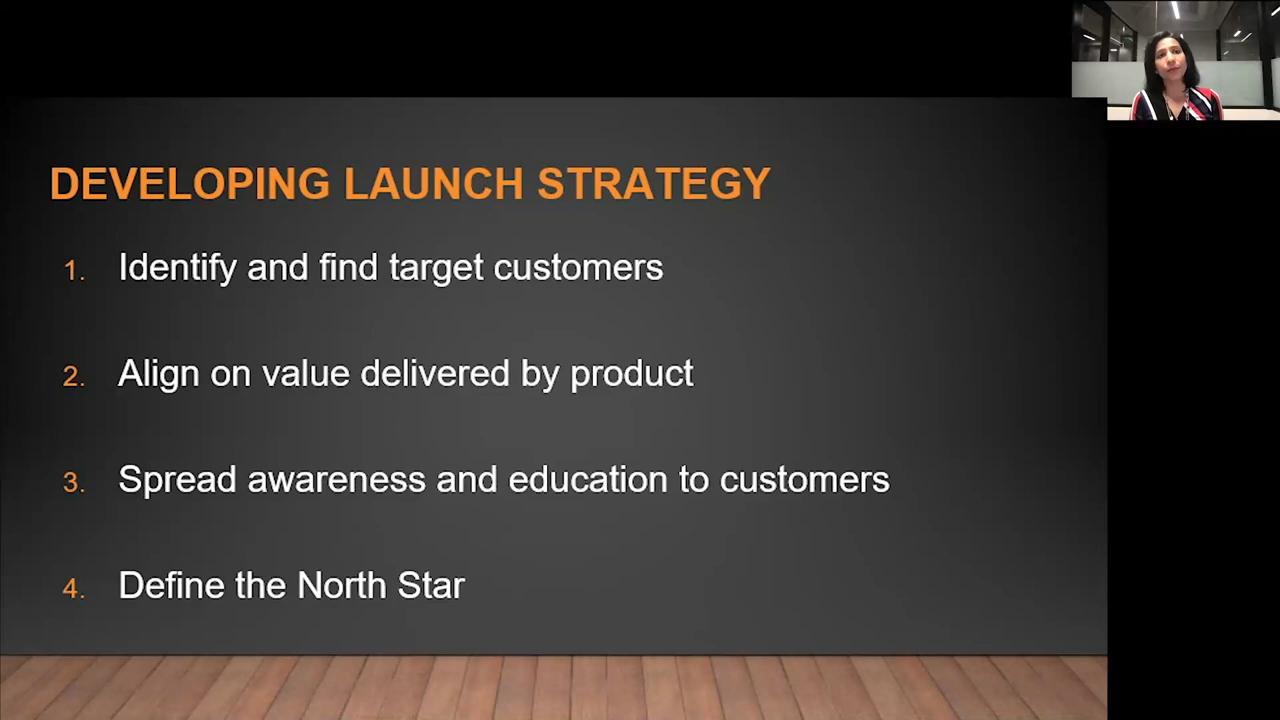 DEVELOPING LAUNCH STRATEGY
1. Identify and find target customers
2. Align on value delivered by product
3. Spread awareness and education to customers
4. Define the North Star